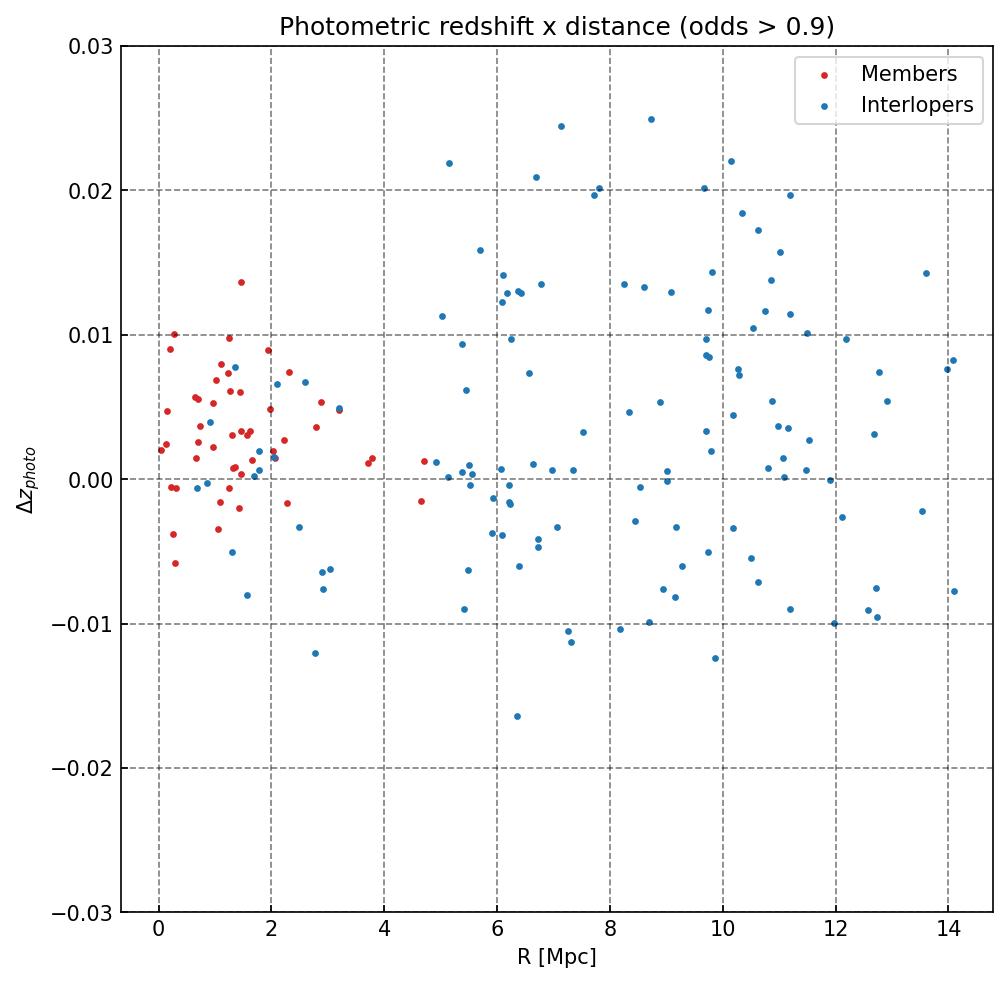 Photometric redshift x distance (odds > 0.9)
Members
Interlopers
0.03
0.02
0.01
0.00
−0.01
−0.02
−0.03
Δz_photo
0 2 4 6 8 10 12 14
R [Mpc]